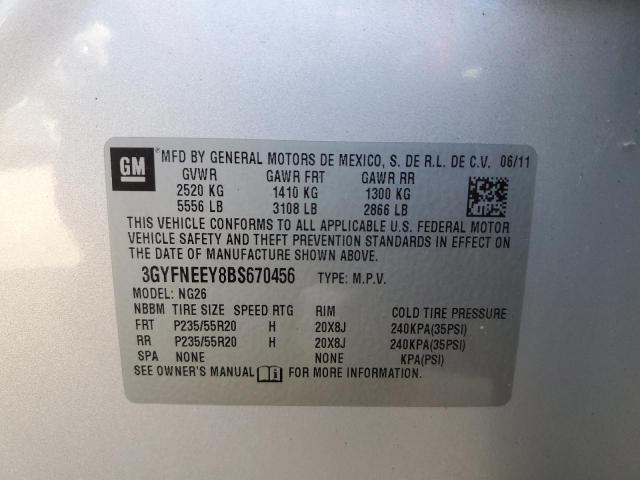 GM *MFD BY GENERAL MOTORS DE MEXICO, S. DE R.L. DE C.V. 06/11
GVWR GAWR FRT GAWR RR
2520 KG 1410 KG 1300 KG
5556 LB 3108 LB 2866 LB
THIS VEHICLE CONFORMS TO ALL APPLICABLE U.S. FEDERAL MOTOR
VEHICLE SAFETY AND THEFT PREVENTION STANDARDS IN EFFECT ON
THE DATE OF MANUFACTURE SHOWN ABOVE.
3GYFNEEY8BS670456 TYPE: M.P.V.
MODEL: NG26
NBBM TIRE SIZE SPEED RTG RIM COLD TIRE PRESSURE
FRT P235/55R20 H 20X8J 240KPA(35PSI)
RR P235/55R20 H 20X8J 240KPA(35PSI)
SPA NONE NONE KPA(PSI)
SEE OWNER'S MANUAL FOR MORE INFORMATION.